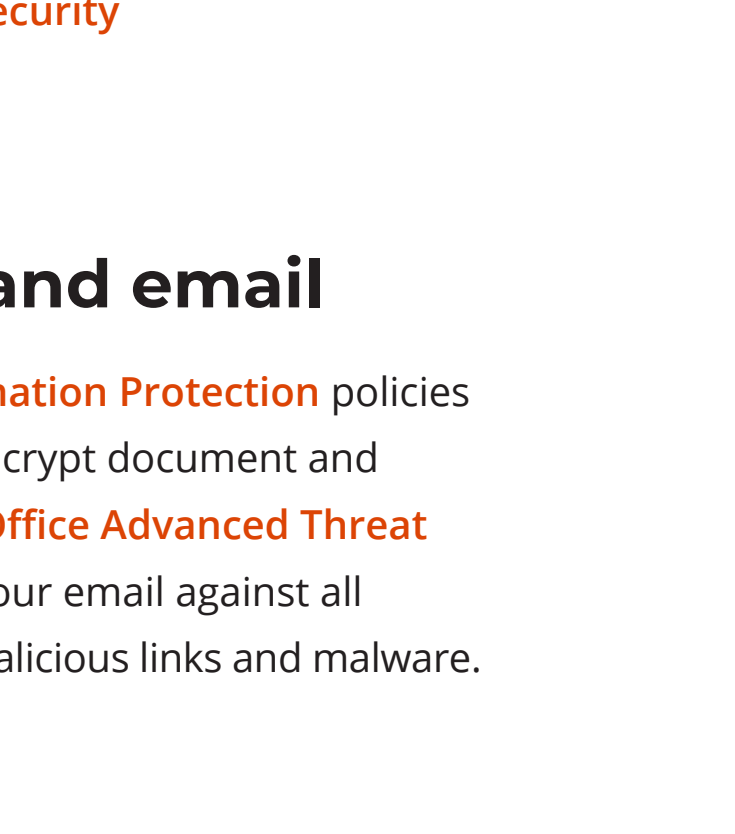 ecurity
and email
nation Protection policies
crypt document and
Office Advanced Threat
our email against all
alicious links and malware.